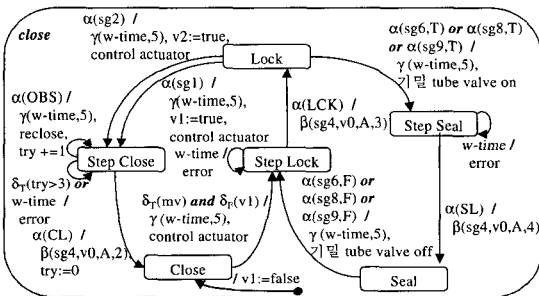 close
α(sg2) /
γ(w-time,5), v2:=true,
control actuator
Lock
α(sg6,T) or α(sg8,T)
or α(sg9,T) /
γ (w-time,5),
기밀 tube valve on
α(OBS) /
γ(w-time,5),
reclose,
try +=1
α(sg1) /
γ(w-time,5),
v1:=true,
control actuator
w-time /
error
α(LCK) /
β(sg4,v0,A,3)
Step Seal
w-time /
error
Step Close
Step Lock
δT(try>3) or
w-time /
error
δT(mv) and δF(v1) /
γ (w-time,5),
control actuator
α(sg6,F) or
α(sg8,F) or
α(sg9,F) /
γ (w-time,5),
기밀 tube valve off
α(SL) /
β(sg4,v0,A,4)
α(CL) /
β(sg4,v0,A,2),
try:=0
Close
/ v1:=false
Seal